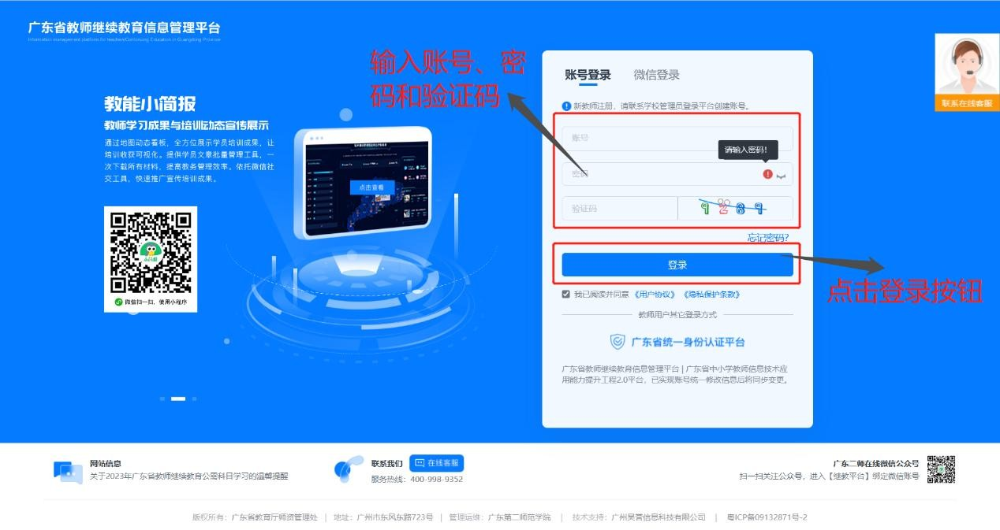 广东省教师继续教育信息管理平台
Information management platform for teachers'Continuing Education in Guangdong Province
教能小简报
教师学习成果与培训动态宣传展示
通过地图动态看板，全方位展示学员培训成果，让
培训收获可视化。提供学员文章批量管理工具，一
次下载所有材料，提高教务管理效率。依托微信社
交工具，快速推广宣传培训成果。
点击查看
微信扫一扫，使用小程序
输入账号、密
码和验证码
账号登录 微信登录
新教师注册，请联系学校管理员登录平台创建账号。
账号
请输入密码！
密码
验证码
9 2 8 9
忘记密码?
登录
点击登录按钮
我已阅读并同意 《用户协议》 《隐私保护条款》
教师用户其它登录方式
广东省统一身份认证平台
广东省教师继续教育信息管理平台 | 广东省中小学教师信息技术应
用能力提升工程2.0平台，已实现账号统一修改信息后将同步变更。
联系在线客服
网站信息
关于2023年广东省教师继续教育公需科目学习的温馨提醒
联系我们 在线客服
服务热线：400-998-9352
广东二师在线微信公众号
扫一扫关注公众号，进入【继教平台】绑定微信账号
版权所有：广东省教育厅师资管理处 | 地址：广州市东风东路723号 | 管理运维：广东第二师范学院 | 技术支持：广州昊誉信息科技有限公司 | 粤ICP备09132871号-2